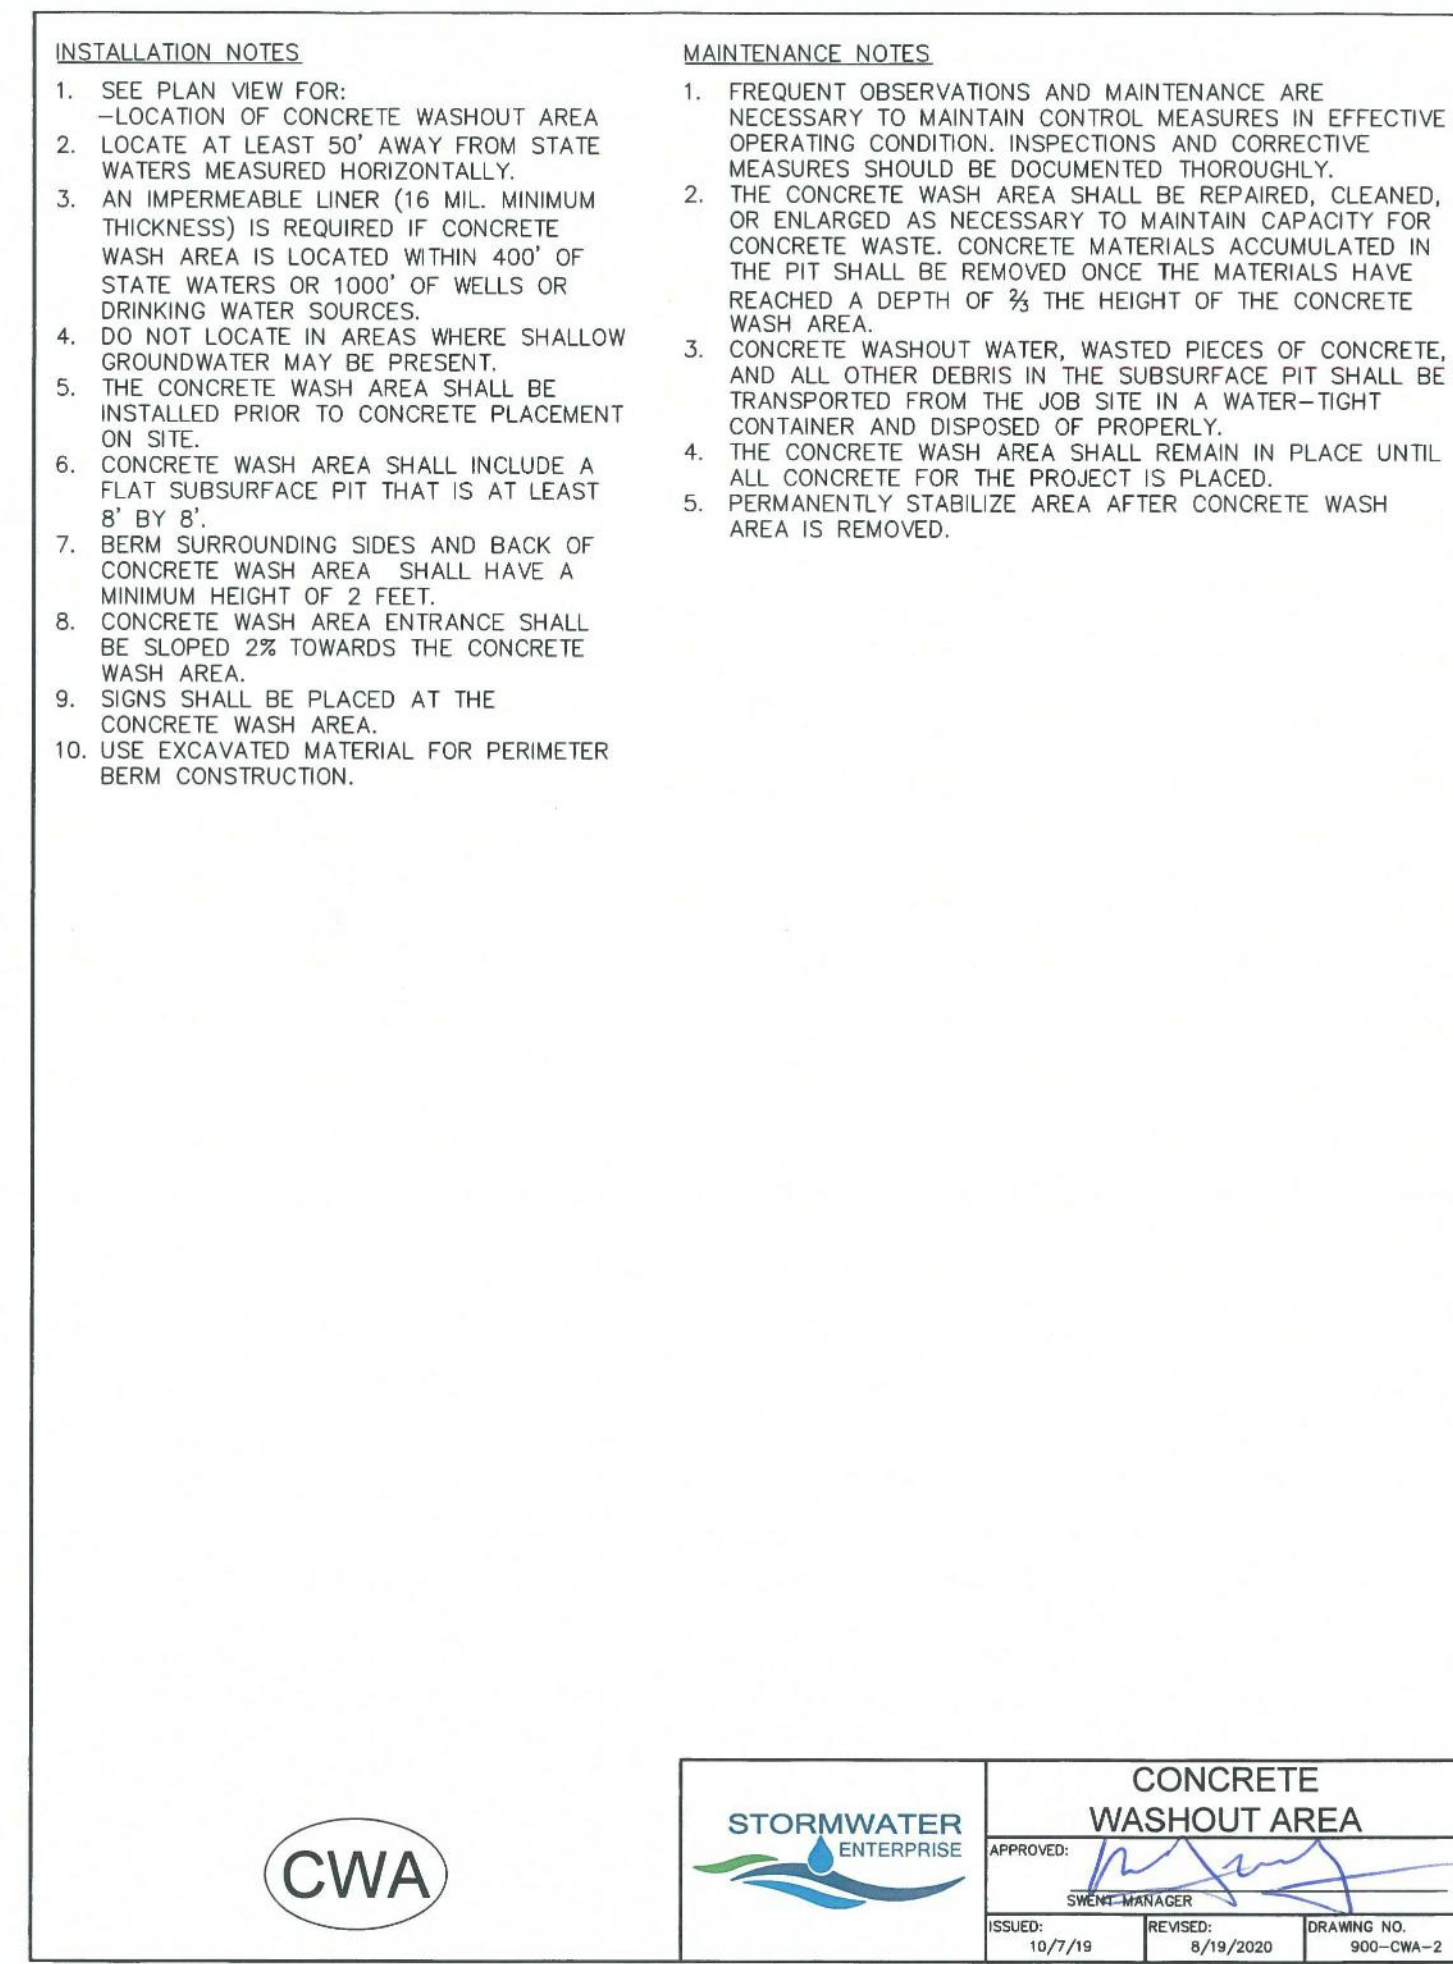 INSTALLATION NOTES
1. SEE PLAN VIEW FOR:
-LOCATION OF CONCRETE WASHOUT AREA
2. LOCATE AT LEAST 50' AWAY FROM STATE
WATERS MEASURED HORIZONTALLY.
3. AN IMPERMEABLE LINER (16 MIL. MINIMUM
THICKNESS) IS REQUIRED IF CONCRETE
WASH AREA IS LOCATED WITHIN 400' OF
STATE WATERS OR 1000' OF WELLS OR
DRINKING WATER SOURCES.
4. DO NOT LOCATE IN AREAS WHERE SHALLOW
GROUNDWATER MAY BE PRESENT.
5. THE CONCRETE WASH AREA SHALL BE
INSTALLED PRIOR TO CONCRETE PLACEMENT
ON SITE.
6. CONCRETE WASH AREA SHALL INCLUDE A
FLAT SUBSURFACE PIT THAT IS AT LEAST
8' BY 8'.
7. BERM SURROUNDING SIDES AND BACK OF
CONCRETE WASH AREA SHALL HAVE A
MINIMUM HEIGHT OF 2 FEET.
8. CONCRETE WASH AREA ENTRANCE SHALL
BE SLOPED 2% TOWARDS THE CONCRETE
WASH AREA.
9. SIGNS SHALL BE PLACED AT THE
CONCRETE WASH AREA.
10. USE EXCAVATED MATERIAL FOR PERIMETER
BERM CONSTRUCTION.
MAINTENANCE NOTES
1. FREQUENT OBSERVATIONS AND MAINTENANCE ARE
NECESSARY TO MAINTAIN CONTROL MEASURES IN EFFECTIVE
OPERATING CONDITION. INSPECTIONS AND CORRECTIVE
MEASURES SHOULD BE DOCUMENTED THOROUGHLY.
2. THE CONCRETE WASH AREA SHALL BE REPAIRED, CLEANED,
OR ENLARGED AS NECESSARY TO MAINTAIN CAPACITY FOR
CONCRETE WASTE. CONCRETE MATERIALS ACCUMULATED IN
THE PIT SHALL BE REMOVED ONCE THE MATERIALS HAVE
REACHED A DEPTH OF ⅔ THE HEIGHT OF THE CONCRETE
WASH AREA.
3. CONCRETE WASHOUT WATER, WASTED PIECES OF CONCRETE,
AND ALL OTHER DEBRIS IN THE SUBSURFACE PIT SHALL BE
TRANSPORTED FROM THE JOB SITE IN A WATER-TIGHT
CONTAINER AND DISPOSED OF PROPERLY.
4. THE CONCRETE WASH AREA SHALL REMAIN IN PLACE UNTIL
ALL CONCRETE FOR THE PROJECT IS PLACED.
5. PERMANENTLY STABILIZE AREA AFTER CONCRETE WASH
AREA IS REMOVED.
CWA
STORMWATER
ENTERPRISE
CONCRETE
WASHOUT AREA
APPROVED:
SWENT MANAGER
ISSUED:
10/7/19
REVISED:
8/19/2020
DRAWING NO.
900-CWA-2